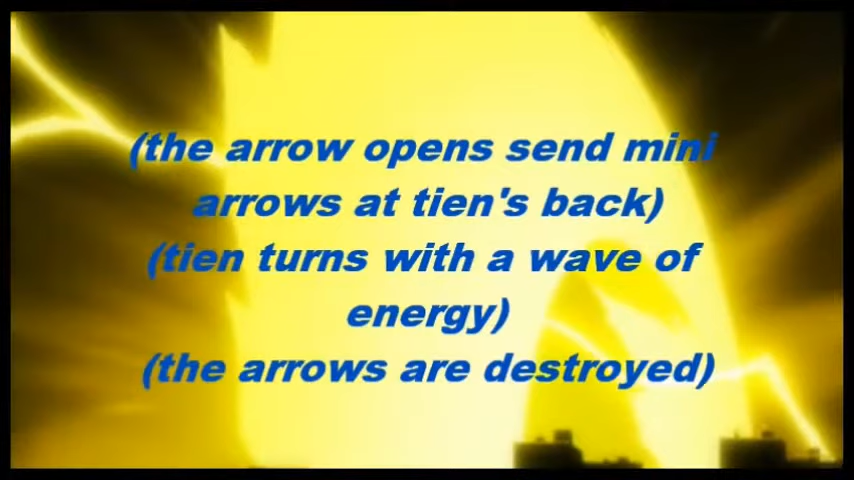 (the arrow opens send mini
arrows at tien's back)
(tien turns with a wave of
energy)
(the arrows are destroyed)